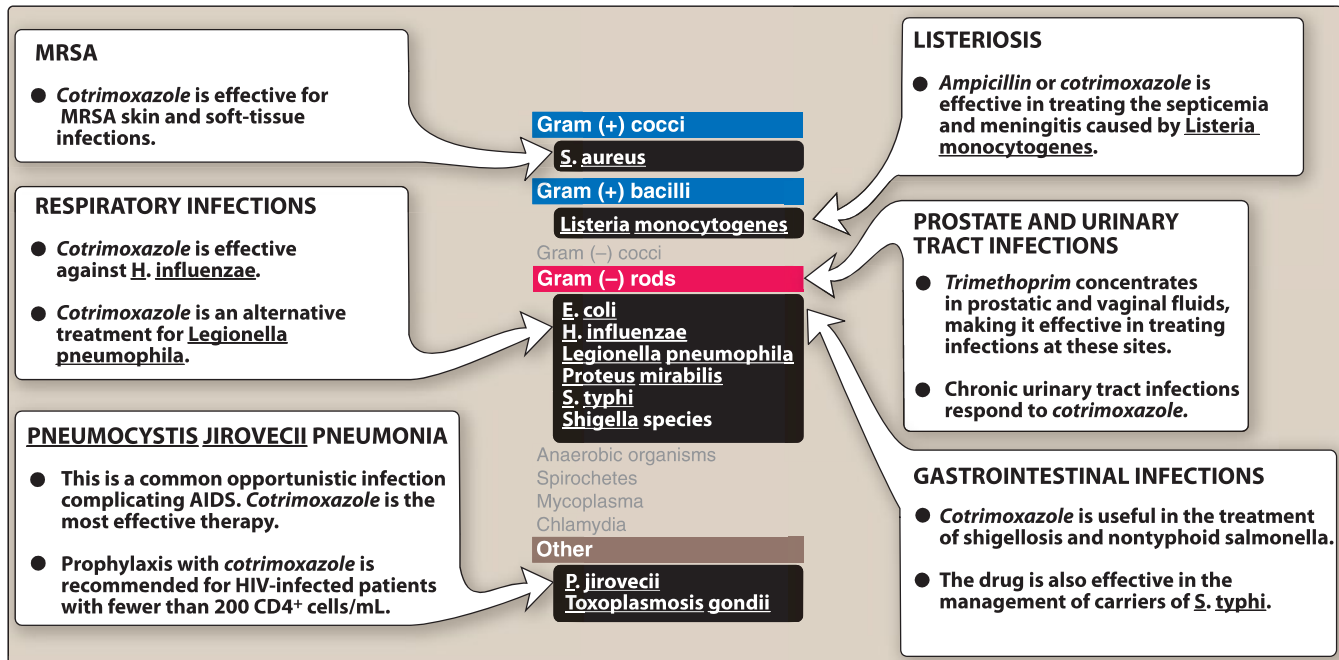 MRSA
● Cotrimoxazole is effective for
MRSA skin and soft-tissue
infections.
RESPIRATORY INFECTIONS
● Cotrimoxazole is effective
against H. influenzae.
● Cotrimoxazole is an alternative
treatment for Legionella
pneumophila.
PNEUMOCYSTIS JIROVECII PNEUMONIA
● This is a common opportunistic infection
complicating AIDS. Cotrimoxazole is the
most effective therapy.
● Prophylaxis with cotrimoxazole is
recommended for HIV-infected patients
with fewer than 200 CD4⁺ cells/mL.
Gram (+) cocci
S. aureus
Gram (+) bacilli
Listeria monocytogenes
Gram (–) cocci
Gram (–) rods
E. coli
H. influenzae
Legionella pneumophila
Proteus mirabilis
S. typhi
Shigella species
Anaerobic organisms
Spirochetes
Mycoplasma
Chlamydia
Other
P. jirovecii
Toxoplasmosis gondii
LISTERIOSIS
● Ampicillin or cotrimoxazole is
effective in treating the septicemia
and meningitis caused by Listeria
monocytogenes.
PROSTATE AND URINARY
TRACT INFECTIONS
● Trimethoprim concentrates
in prostatic and vaginal fluids,
making it effective in treating
infections at these sites.
● Chronic urinary tract infections
respond to cotrimoxazole.
GASTROINTESTINAL INFECTIONS
● Cotrimoxazole is useful in the treatment
of shigellosis and nontyphoid salmonella.
● The drug is also effective in the
management of carriers of S. typhi.